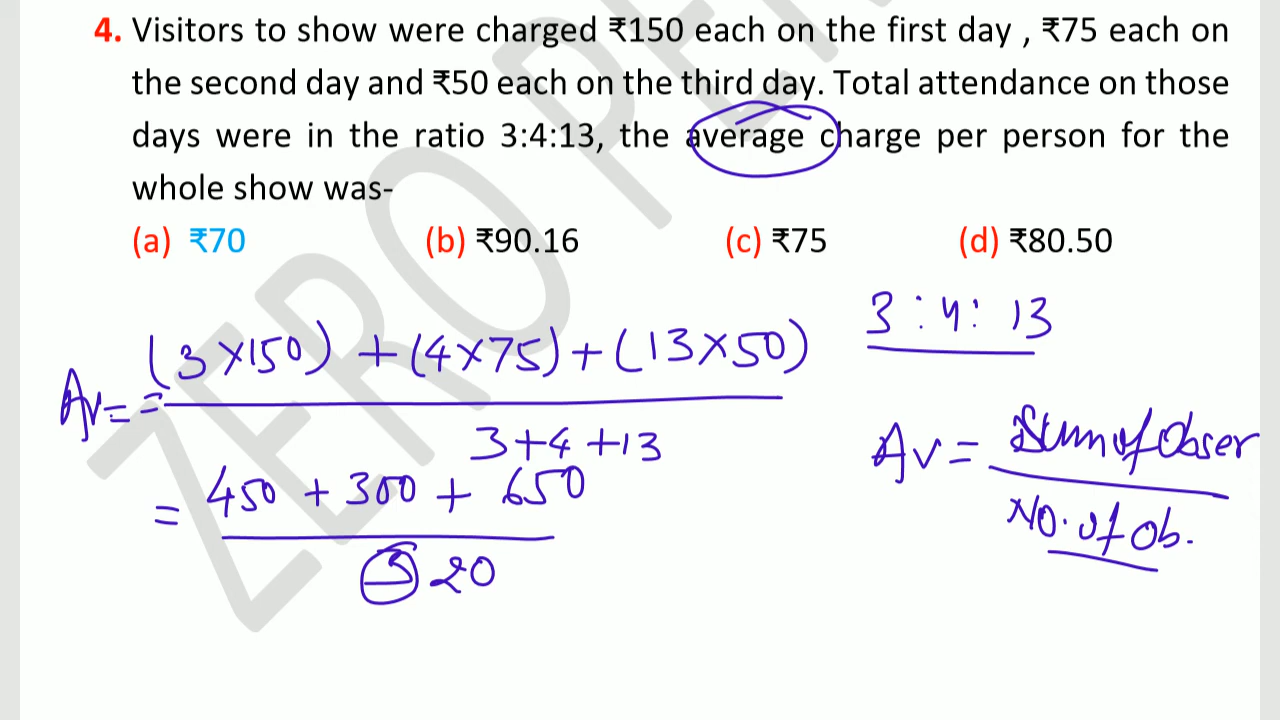 4. Visitors to show were charged ₹150 each on the first day , ₹75 each on
the second day and ₹50 each on the third day. Total attendance on those
days were in the ratio 3:4:13, the average charge per person for the
whole show was-
(a) ₹70 (b) ₹90.16 (c) ₹75 (d) ₹80.50
3 : 4 : 13
Av = = (3 × 150) + (4 × 75) + (13 × 50)
3 + 4 + 13
= 450 + 300 + 650
20
Av = Sum of Obser
No. of Ob.
ZERO PE